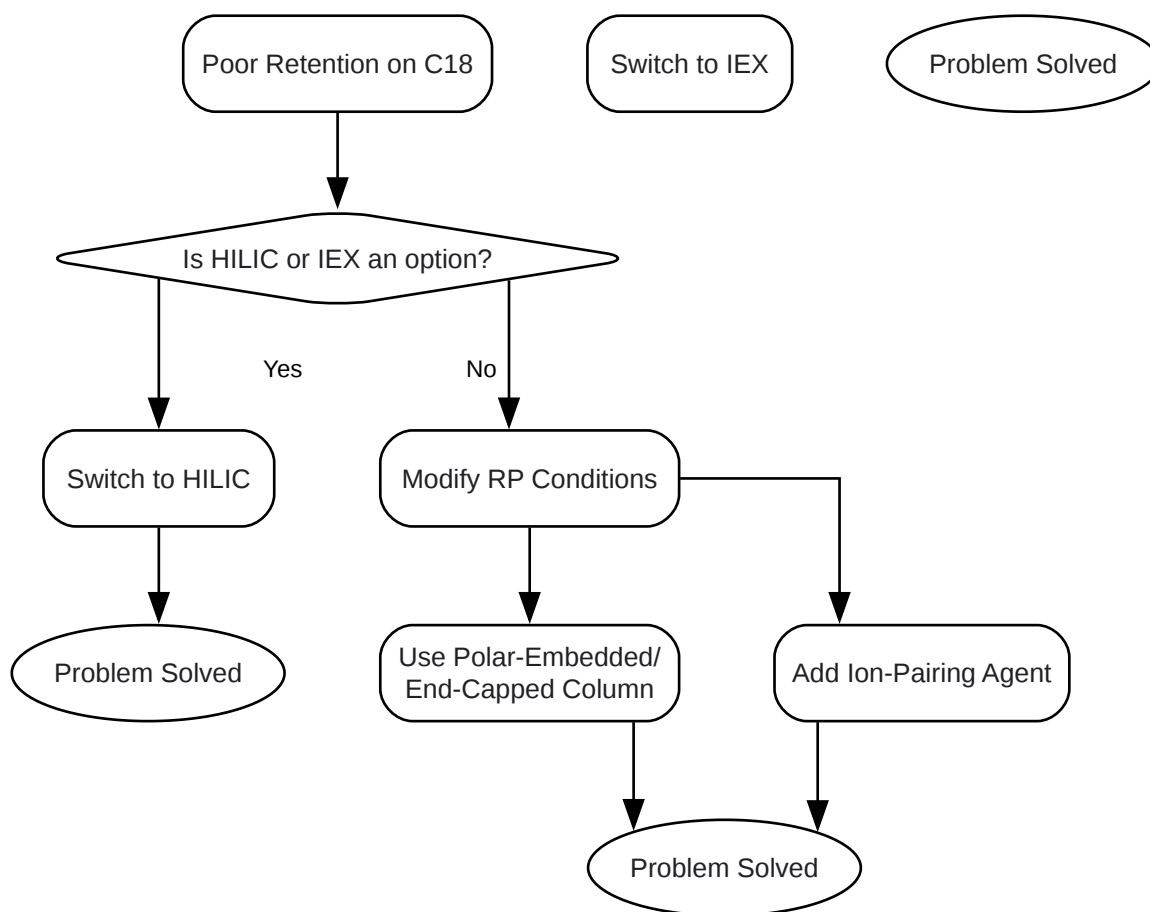 Poor Retention on C18
Switch to IEX
Problem Solved
Is HILIC or IEX an option?
Yes
No
Switch to HILIC
Modify RP Conditions
Problem Solved
Use Polar-Embedded/
End-Capped Column
Add Ion-Pairing Agent
Problem Solved